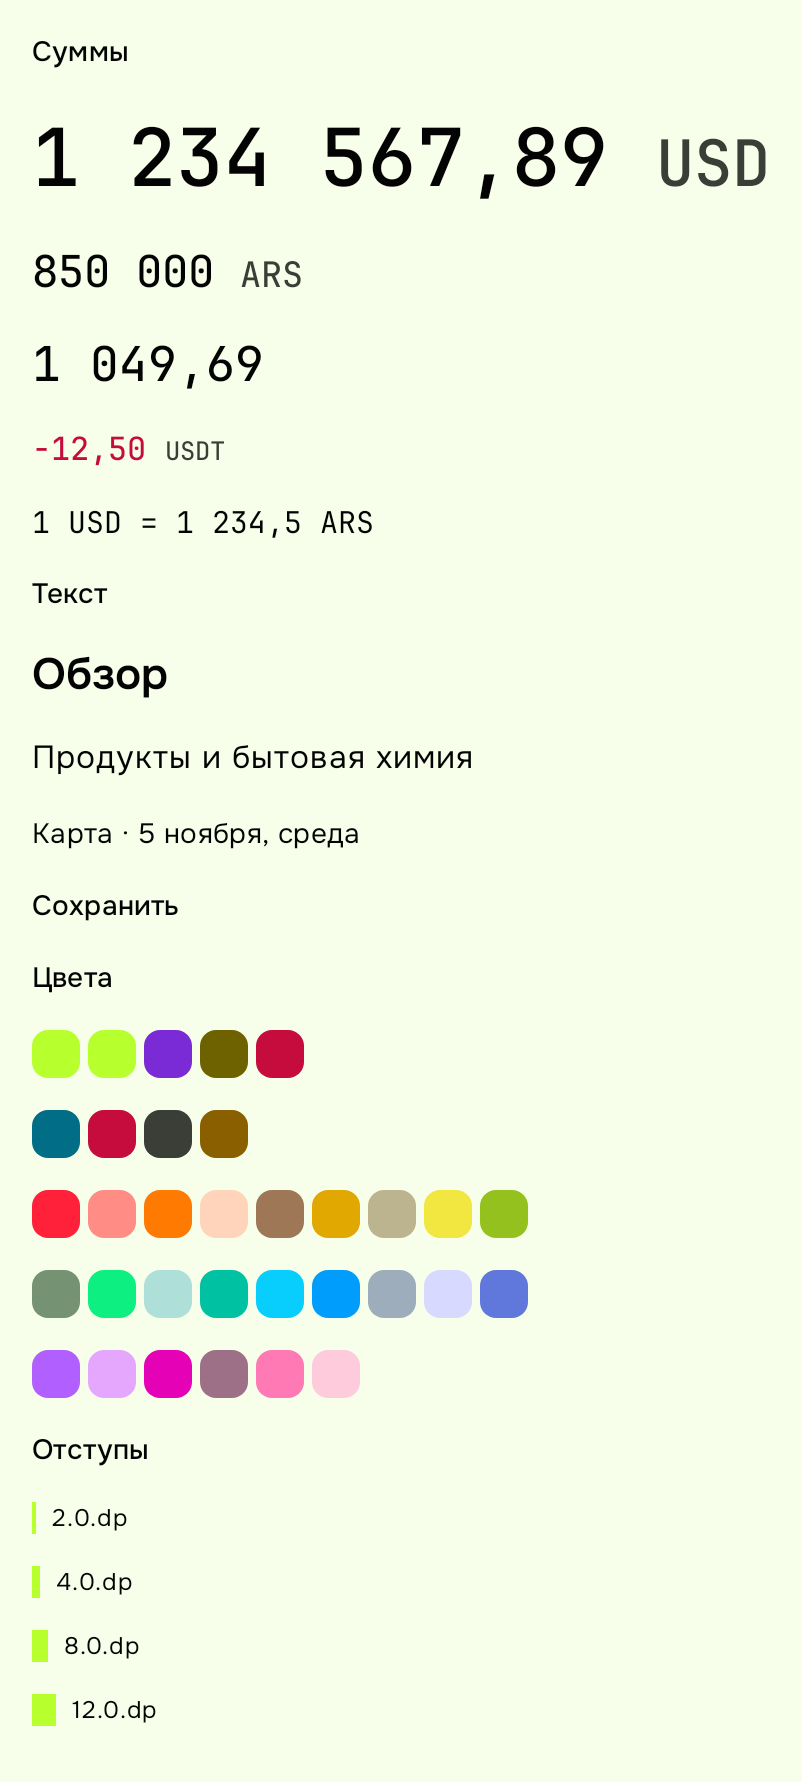 Суммы
1 234 567,89 USD
850 000 ARS
1 049,69
-12,50 USDT
1 USD = 1 234,5 ARS
Текст
Обзор
Продукты и бытовая химия
Карта · 5 ноября, среда
Сохранить
Цвета
Отступы
2.0.dp
4.0.dp
8.0.dp
12.0.dp